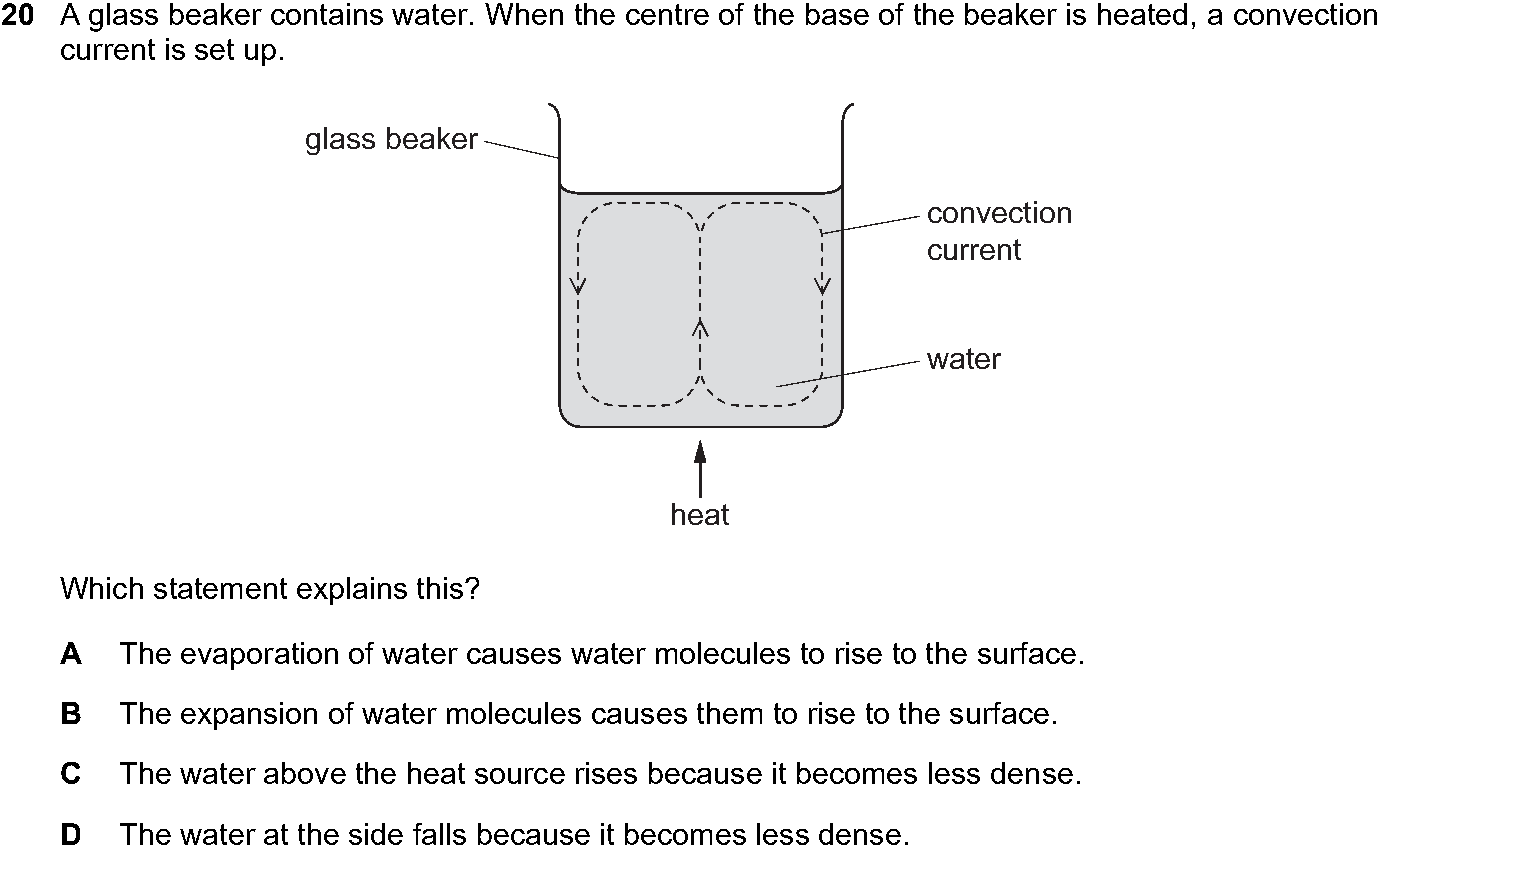 20 A glass beaker contains water. When the centre of the base of the beaker is heated, a convection
current is set up.
glass beaker
convection
current
water
heat
Which statement explains this?
A The evaporation of water causes water molecules to rise to the surface.
B The expansion of water molecules causes them to rise to the surface.
C The water above the heat source rises because it becomes less dense.
D The water at the side falls because it becomes less dense.